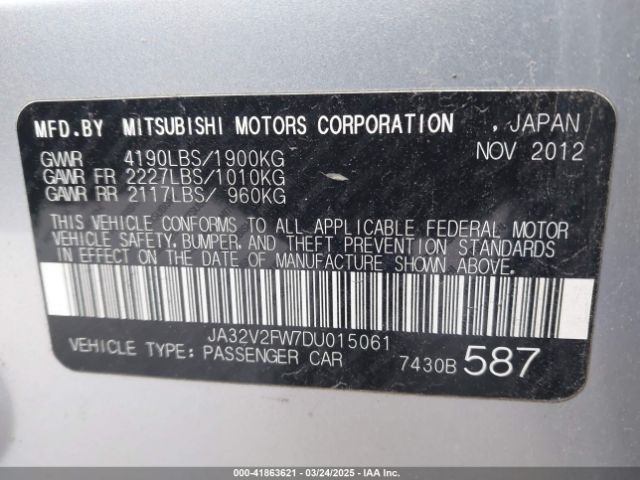 MFD.BY MITSUBISHI MOTORS CORPORATION , JAPAN
GVWR 4190LBS/1900KG NOV 2012
GAWR FR 2227LBS/1010KG
GAWR RR 2117LBS/ 960KG
THIS VEHICLE CONFORMS TO ALL APPLICABLE FEDERAL MOTOR
VEHICLE SAFETY, BUMPER, AND THEFT PREVENTION STANDARDS
IN EFFECT ON THE DATE OF MANUFACTURE SHOWN ABOVE.
JA32V2FW7DU015061
VEHICLE TYPE: PASSENGER CAR 7430B 587
000-41863621 - 03/24/2025 - IAA Inc.